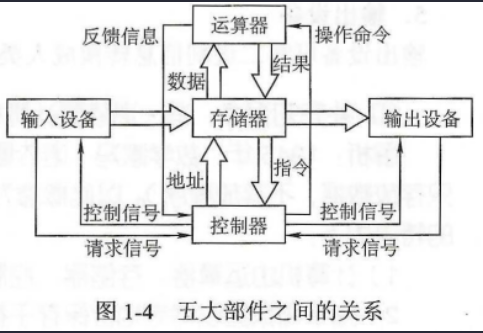 运算器
反馈信息 操作命令
数据 结果
输入设备 存储器 输出设备
地址 指令
控制信号 控制器 控制信号
请求信号 请求信号
图 1-4 五大部件之间的关系